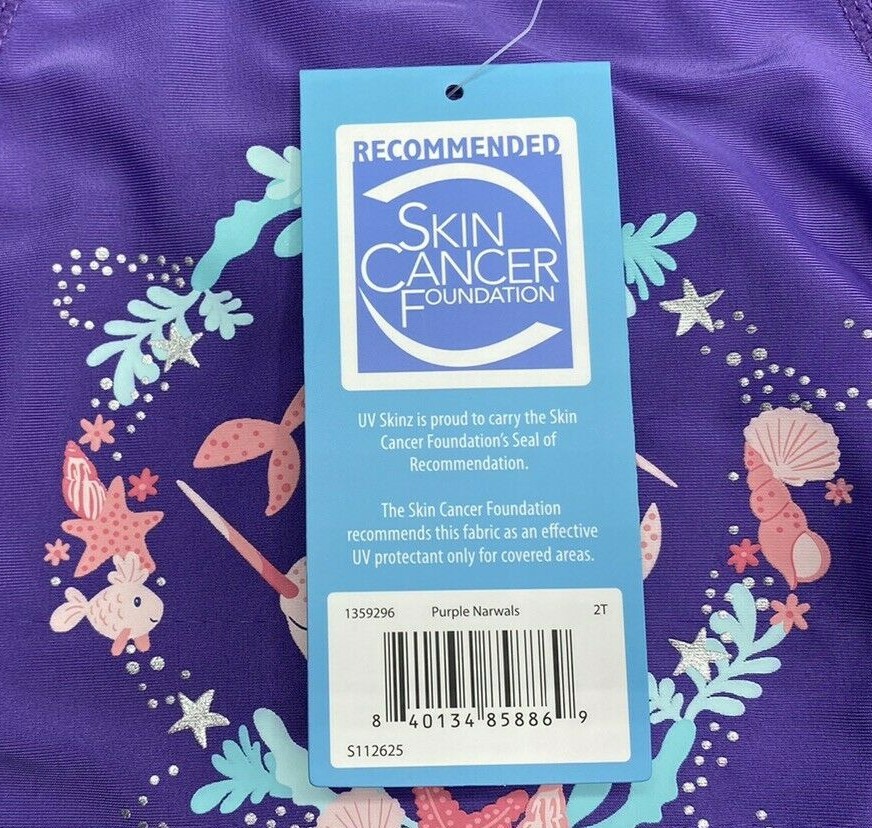 RECOMMENDED
SKIN
CANCER
FOUNDATION
UV Skinz is proud to carry the Skin
Cancer Foundation's Seal of
Recommendation.
The Skin Cancer Foundation
recommends this fabric as an effective
UV protectant only for covered areas.
1359296 Purple Narwals 2T
8 40134 85886 9
S112625